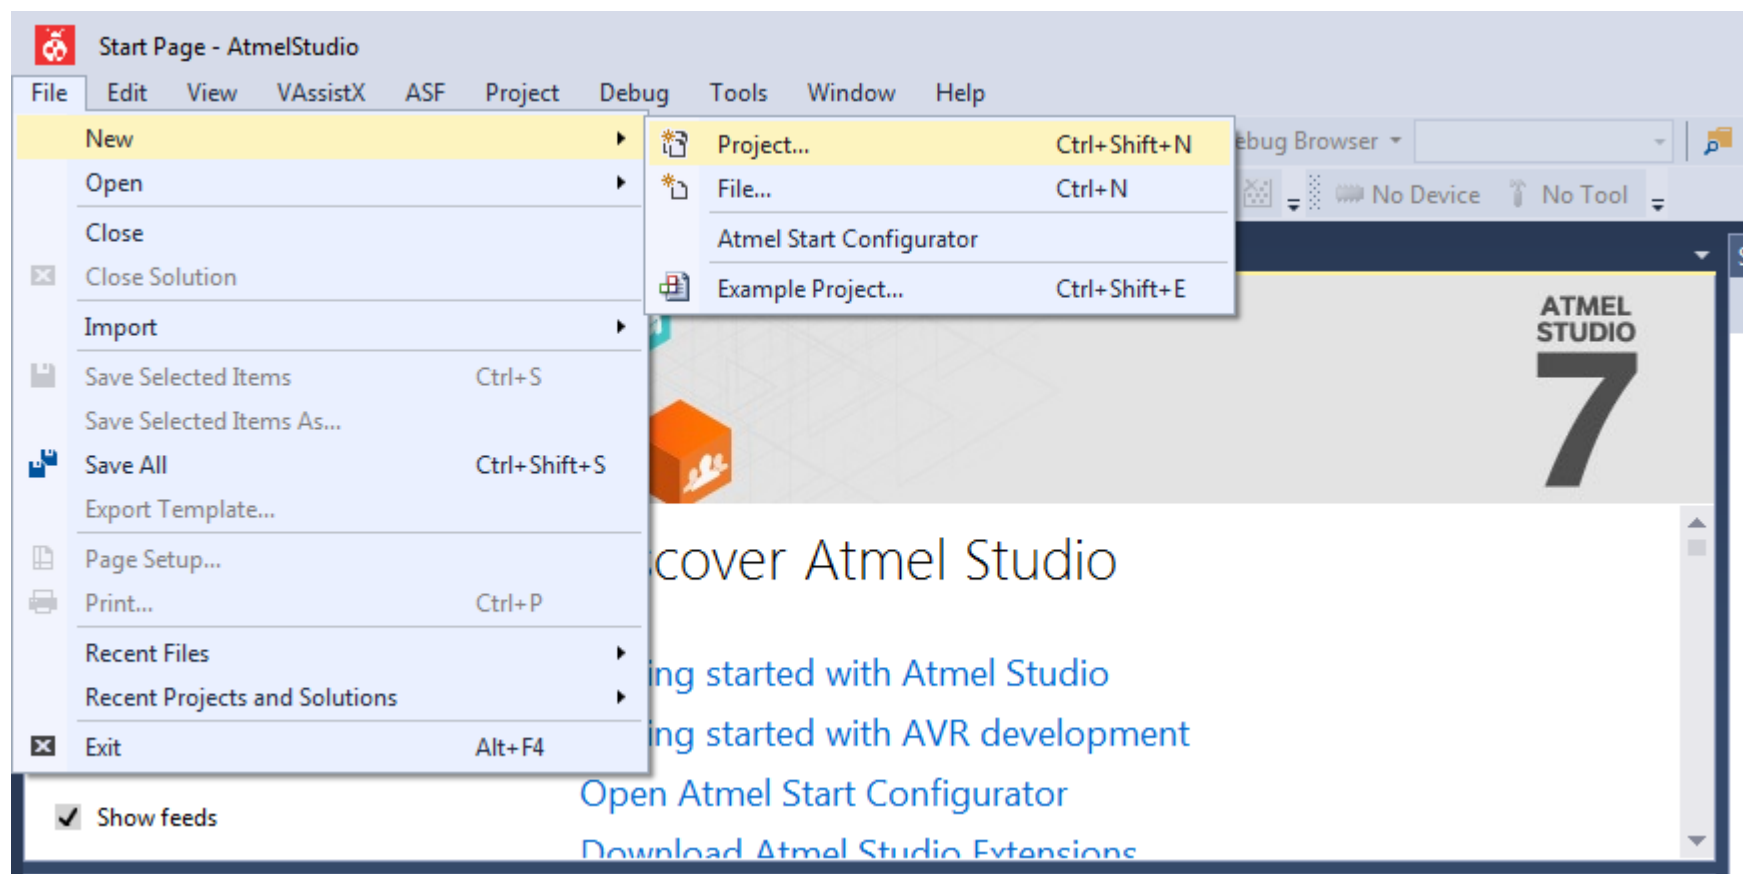 Start Page - AtmelStudio
File Edit View VAssistX ASF Project Debug Tools Window Help
New
Project... Ctrl+Shift+N
ebug Browser
Open
File... Ctrl+N
No Device No Tool
Close
Atmel Start Configurator
Close Solution
Example Project... Ctrl+Shift+E
Import
ATMEL
STUDIO
7
Save Selected Items Ctrl+S
Save Selected Items As...
Save All Ctrl+Shift+S
Export Template...
Page Setup...
cover Atmel Studio
Print... Ctrl+P
Recent Files
ing started with Atmel Studio
Recent Projects and Solutions
Exit Alt+F4
ing started with AVR development
Open Atmel Start Configurator
Show feeds
Download Atmel Studio Extensions